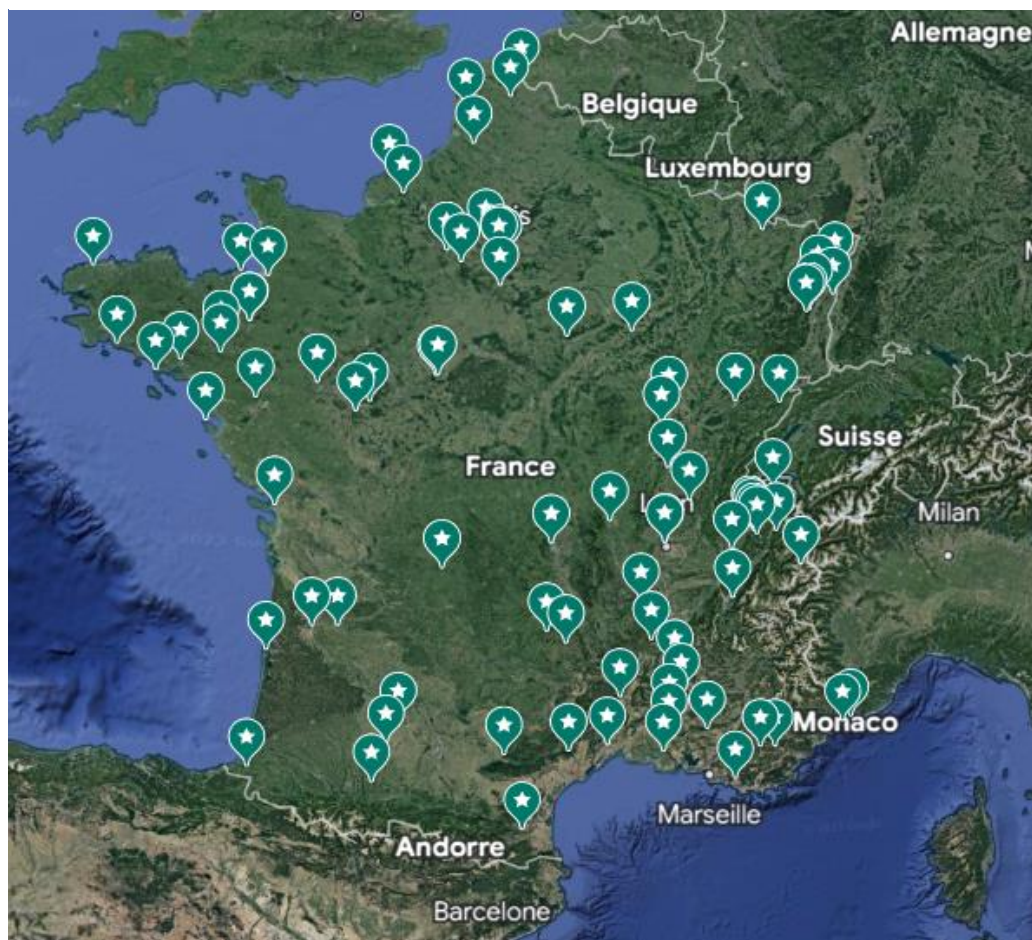 Allemagne
Belgique
Luxembourg
Suisse
France
Milan
Monaco
Marseille
Andorre
Barcelone